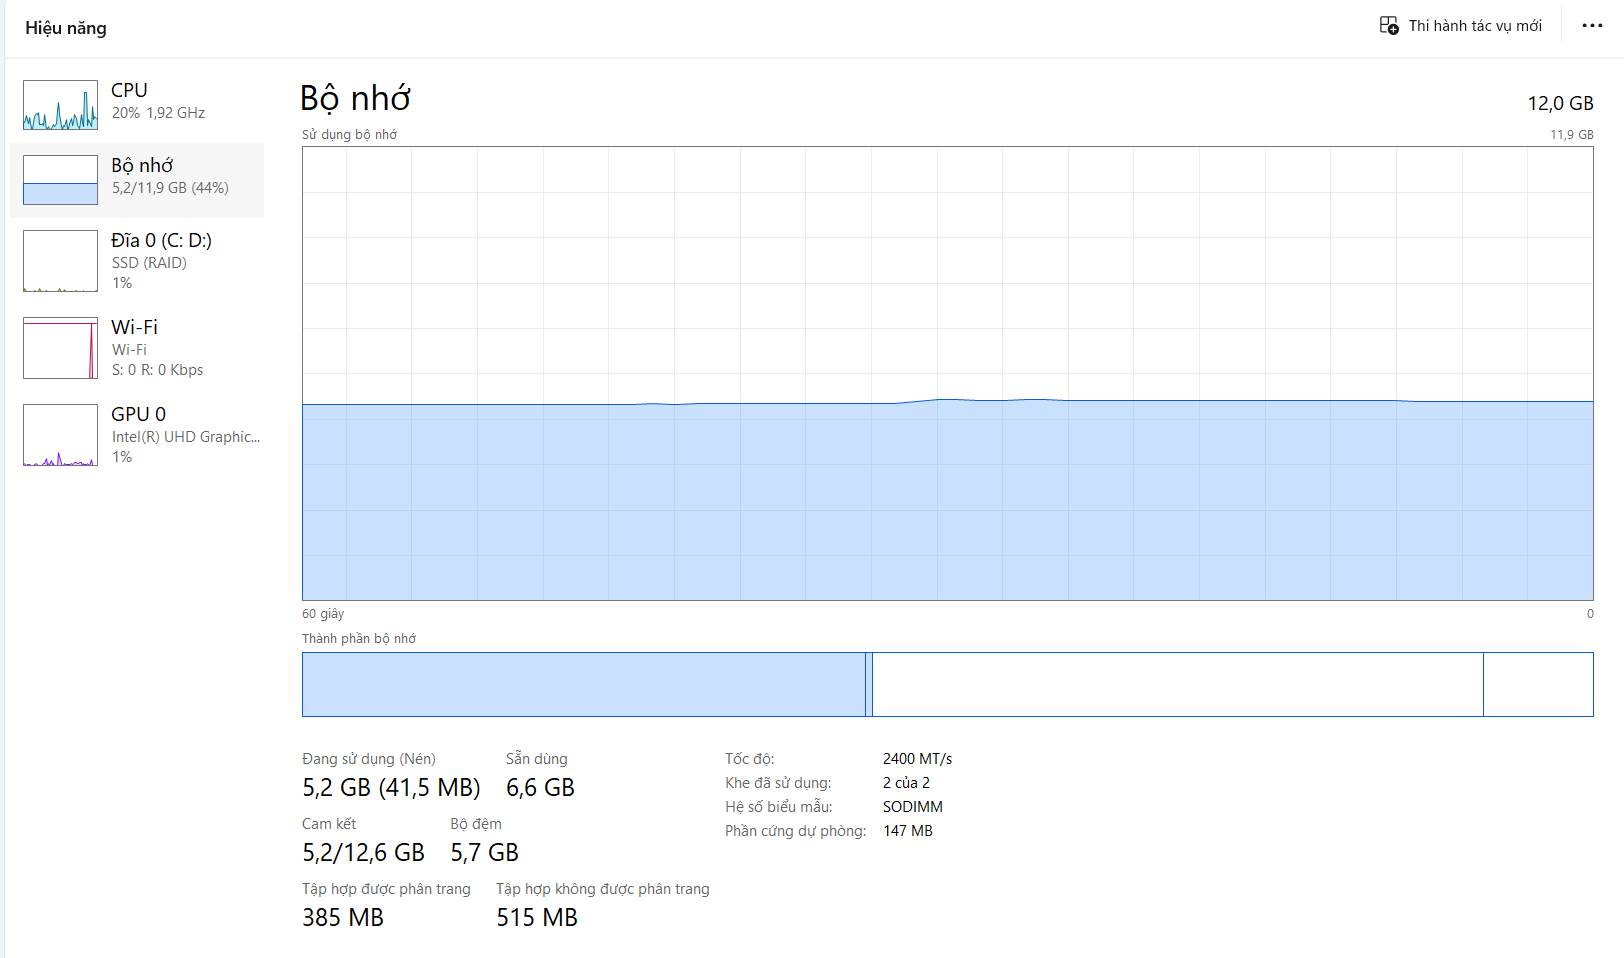 Hiệu năng
Thi hành tác vụ mới
CPU
20% 1,92 GHz
Bộ nhớ
5,2/11,9 GB (44%)
Đĩa 0 (C: D:)
SSD (RAID)
1%
Wi-Fi
Wi-Fi
S: 0 R: 0 Kbps
GPU 0
Intel(R) UHD Graphic...
1%
Bộ nhớ
12,0 GB
Sử dụng bộ nhớ
11,9 GB
60 giây
0
Thành phần bộ nhớ
Đang sử dụng (Nén)
Sẵn dùng
5,2 GB (41,5 MB)
6,6 GB
Cam kết
Bộ đệm
5,2/12,6 GB
5,7 GB
Tập hợp được phân trang
Tập hợp không được phân trang
385 MB
515 MB
Tốc độ:
2400 MT/s
Khe đã sử dụng:
2 của 2
Hệ số biểu mẫu:
SODIMM
Phần cứng dự phòng:
147 MB